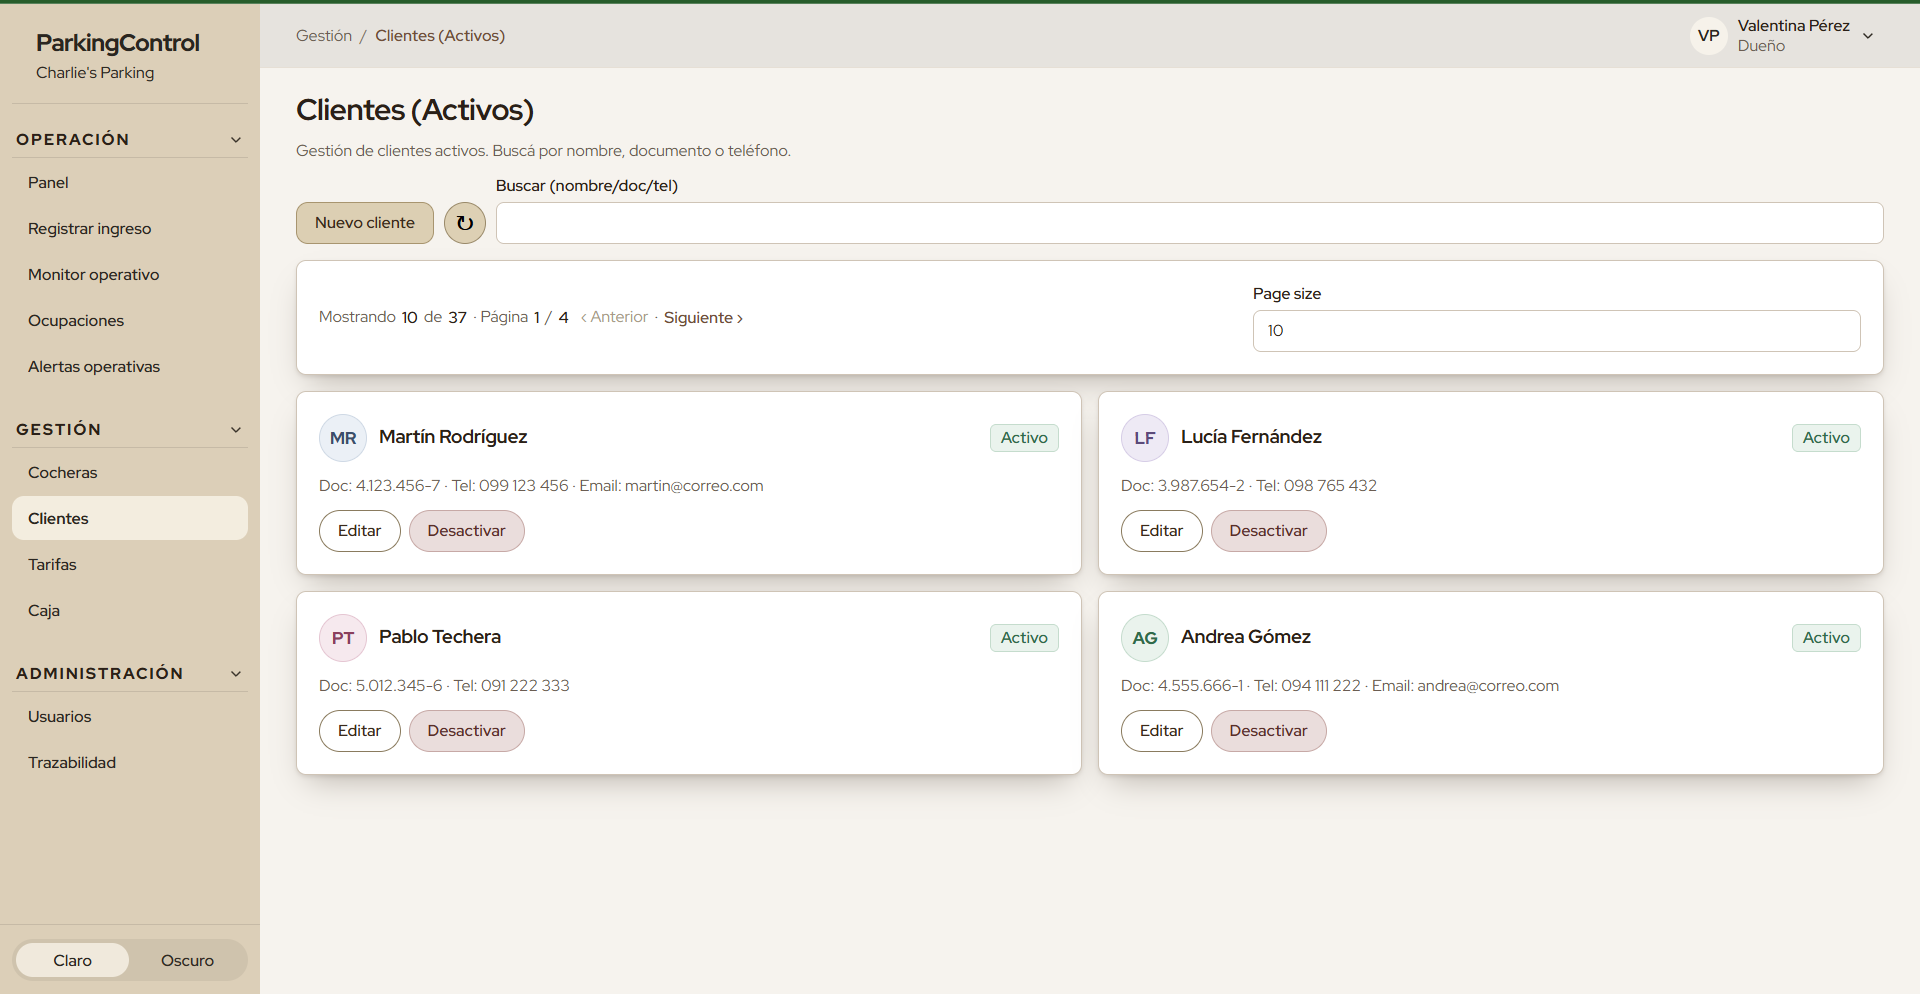 ParkingControl
Charlie's Parking
OPERACIÓN
Panel
Registrar ingreso
Monitor operativo
Ocupaciones
Alertas operativas
GESTIÓN
Cocheras
Clientes
Tarifas
Caja
ADMINISTRACIÓN
Usuarios
Trazabilidad
Claro Oscuro
Gestión / Clientes (Activos)
VP Valentina Pérez
Dueño
Clientes (Activos)
Gestión de clientes activos. Buscá por nombre, documento o teléfono.
Buscar (nombre/doc/tel)
Nuevo cliente ↻
Page size
Mostrando 10 de 37 · Página 1 / 4 ‹ Anterior · Siguiente ›
10
MR Martín Rodríguez Activo
Doc: 4.123.456-7 · Tel: 099 123 456 · Email: martin@correo.com
Editar Desactivar
LF Lucía Fernández Activo
Doc: 3.987.654-2 · Tel: 098 765 432
Editar Desactivar
PT Pablo Techera Activo
Doc: 5.012.345-6 · Tel: 091 222 333
Editar Desactivar
AG Andrea Gómez Activo
Doc: 4.555.666-1 · Tel: 094 111 222 · Email: andrea@correo.com
Editar Desactivar